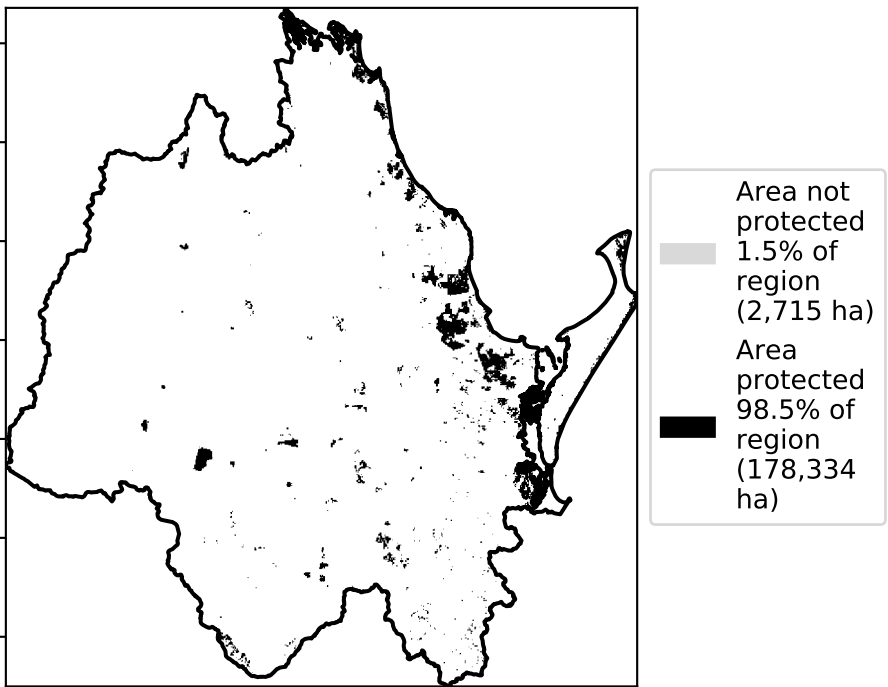 Area not
protected
1.5% of
region
(2,715 ha)
Area
protected
98.5% of
region
(178,334
ha)